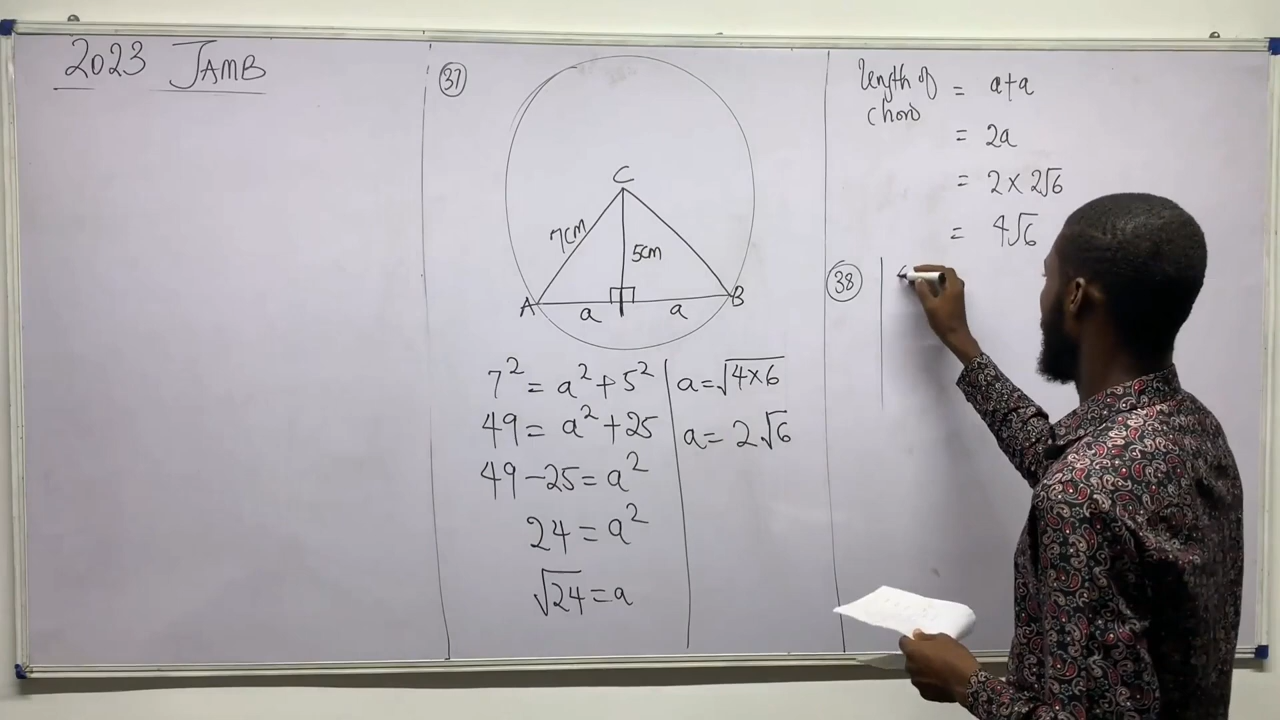 2023 JAMB
37
C
7cm
5cm
A
B
a
a
7² = a² + 5²
49 = a² + 25
49 - 25 = a²
24 = a²
√24 = a
a = √4×6
a = 2√6
length of chord = a+a
= 2a
= 2 × 2√6
= 4√6
38